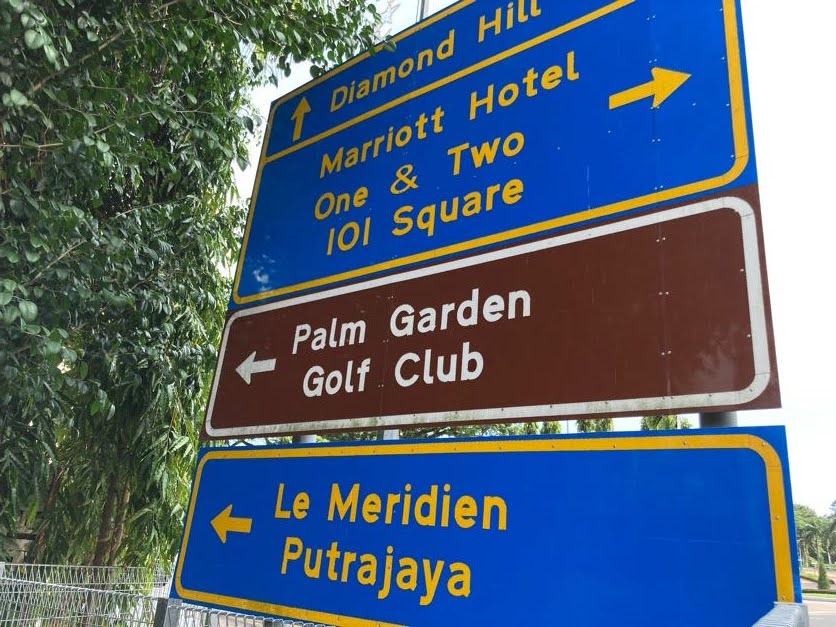 Diamond Hill
Marriott Hotel
One & Two
IOI Square
Palm Garden
Golf Club
Le Meridien
Putrajaya